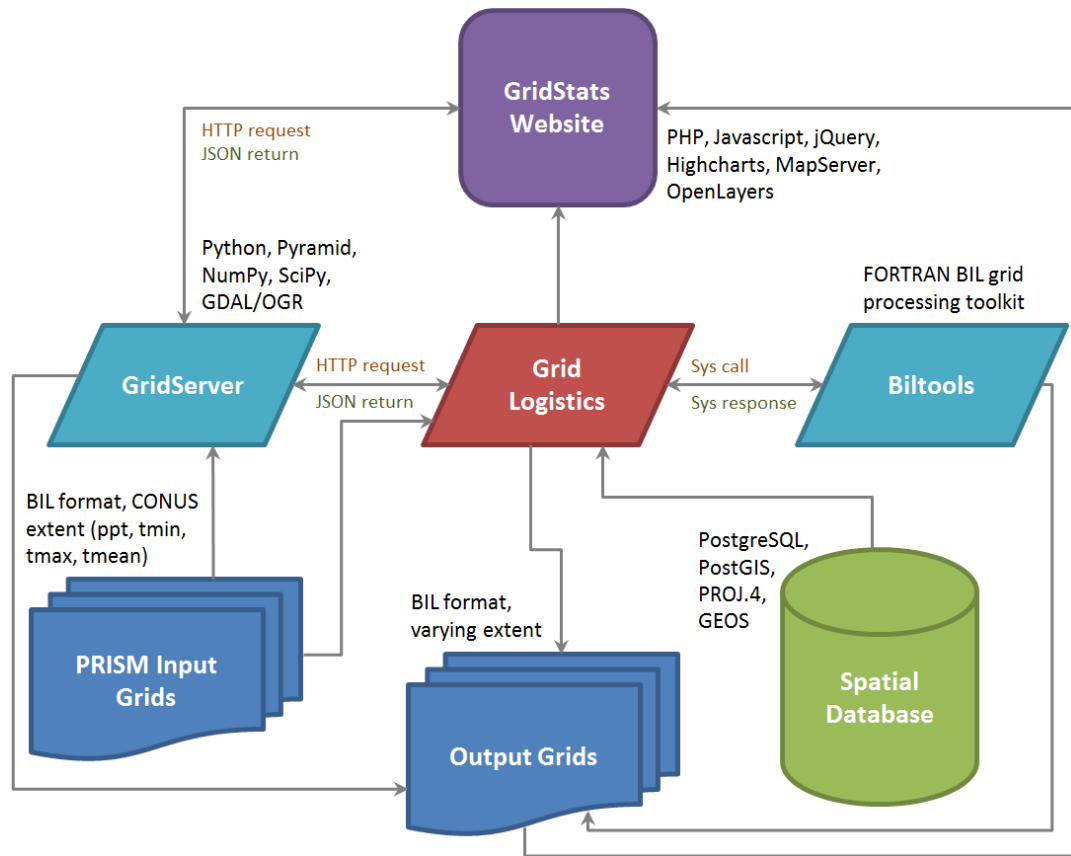 GridStats
Website
HTTP request
JSON return
PHP, Javascript, jQuery,
Highcharts, MapServer,
OpenLayers
Python, Pyramid,
NumPy, SciPy,
GDAL/OGR
FORTRAN BIL grid
processing toolkit
GridServer
HTTP request
JSON return
Grid
Logistics
Sys call
Sys response
Biltools
BIL format, CONUS
extent (ppt, tmin,
tmax, tmean)
PostgreSQL,
PostGIS,
PROJ.4,
GEOS
BIL format,
varying extent
PRISM Input
Grids
Output Grids
Spatial
Database